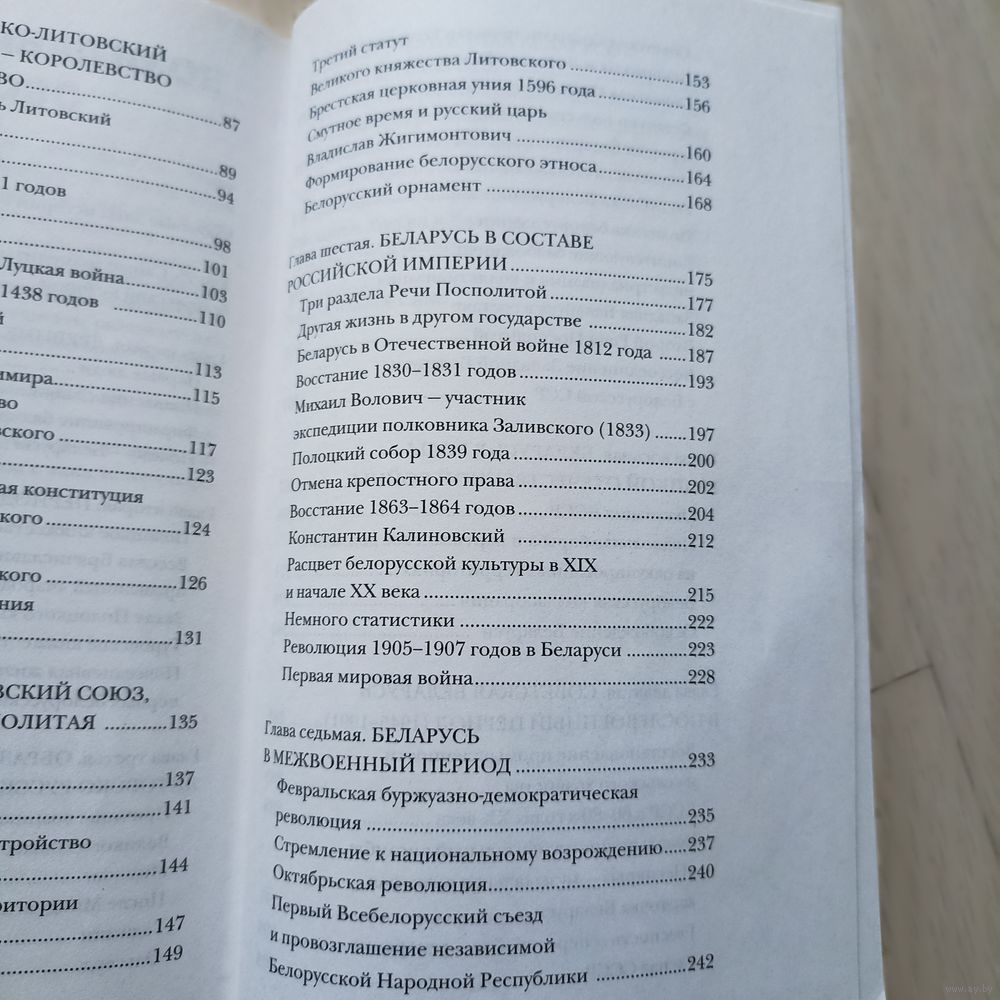 КО-ЛИТОВСКИЙ
– КОРОЛЕВСТВО
ВО..........87
ь Литовский
..........89
..........94
1 годов
..........98
..........101
Луцкая война..........103
1438 годов ..........110
й
..........113
имира..........115
во
вского ..........117
..........123
ая конституция
ского ..........124
ского ..........126
ния
..........131
ВСКИЙ СОЮЗ,
ПОЛИТАЯ ..........135
..........137
..........141
тройство
..........144
ритории
..........147
..........149
Третий статут
Великого княжества Литовского ..........153
Брестская церковная уния 1596 года ..........156
Смутное время и русский царь
Владислав Жигимонтович ..........160
Формирование белорусского этноса..........164
Белорусский орнамент ..........168
Глава шестая. БЕЛАРУСЬ В СОСТАВЕ
РОССИЙСКОЙ ИМПЕРИИ..........175
Три раздела Речи Посполитой..........177
Другая жизнь в другом государстве ..........182
Беларусь в Отечественной войне 1812 года ......187
Восстание 1830–1831 годов ..........193
Михаил Волович – участник
экспедиции полковника Заливского (1833) ......197
Полоцкий собор 1839 года ..........200
Отмена крепостного права ..........202
Восстание 1863–1864 годов ..........204
Константин Калиновский ..........212
Расцвет белорусской культуры в XIX
и начале XX века ..........215
Немного статистики ..........222
Революция 1905–1907 годов в Беларуси ..........223
Первая мировая война..........228
Глава седьмая. БЕЛАРУСЬ
В МЕЖВОЕННЫЙ ПЕРИОД ..........233
Февральская буржуазно-демократическая
революция ..........235
Стремление к национальному возрождению.....237
Октябрьская революция..........240
Первый Всебелорусский съезд
и провозглашение независимой
Белорусской Народной Республики ..........242
www.ay.by